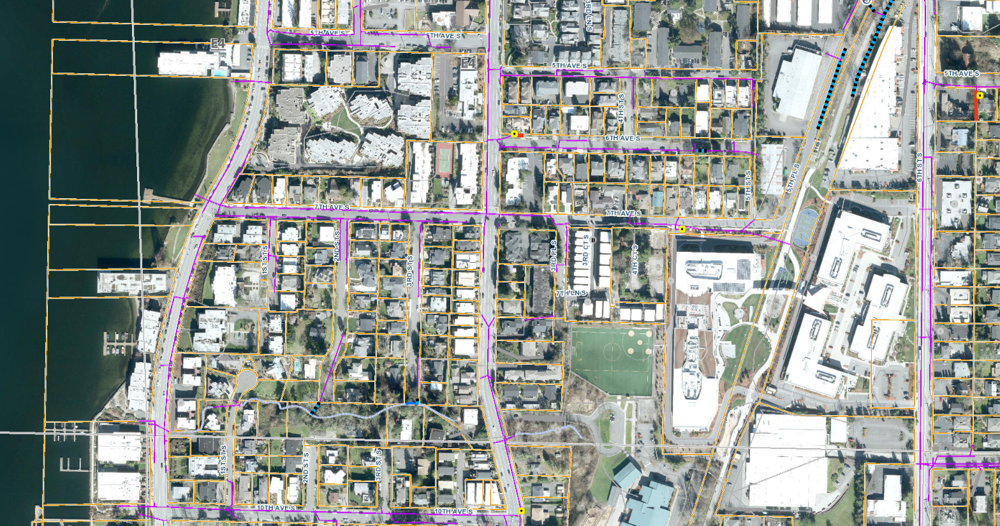 3RD LN S
5TH AVE S
5TH AVE S
E4
E4
5TH AVE S
5TH AVE S
4TH ST S
6TH AVE S
6TH ST S
5TH PL S
5TH ST S
7TH AVE S
7TH AVE S
1ST ST S
2ND ST S
3RD ST S
3RD PL S
3RD CT S
4TH CT S
7TH LN S
1ST ST S
2ND ST S
3RD ST S
10TH AVE S
10TH AVE S